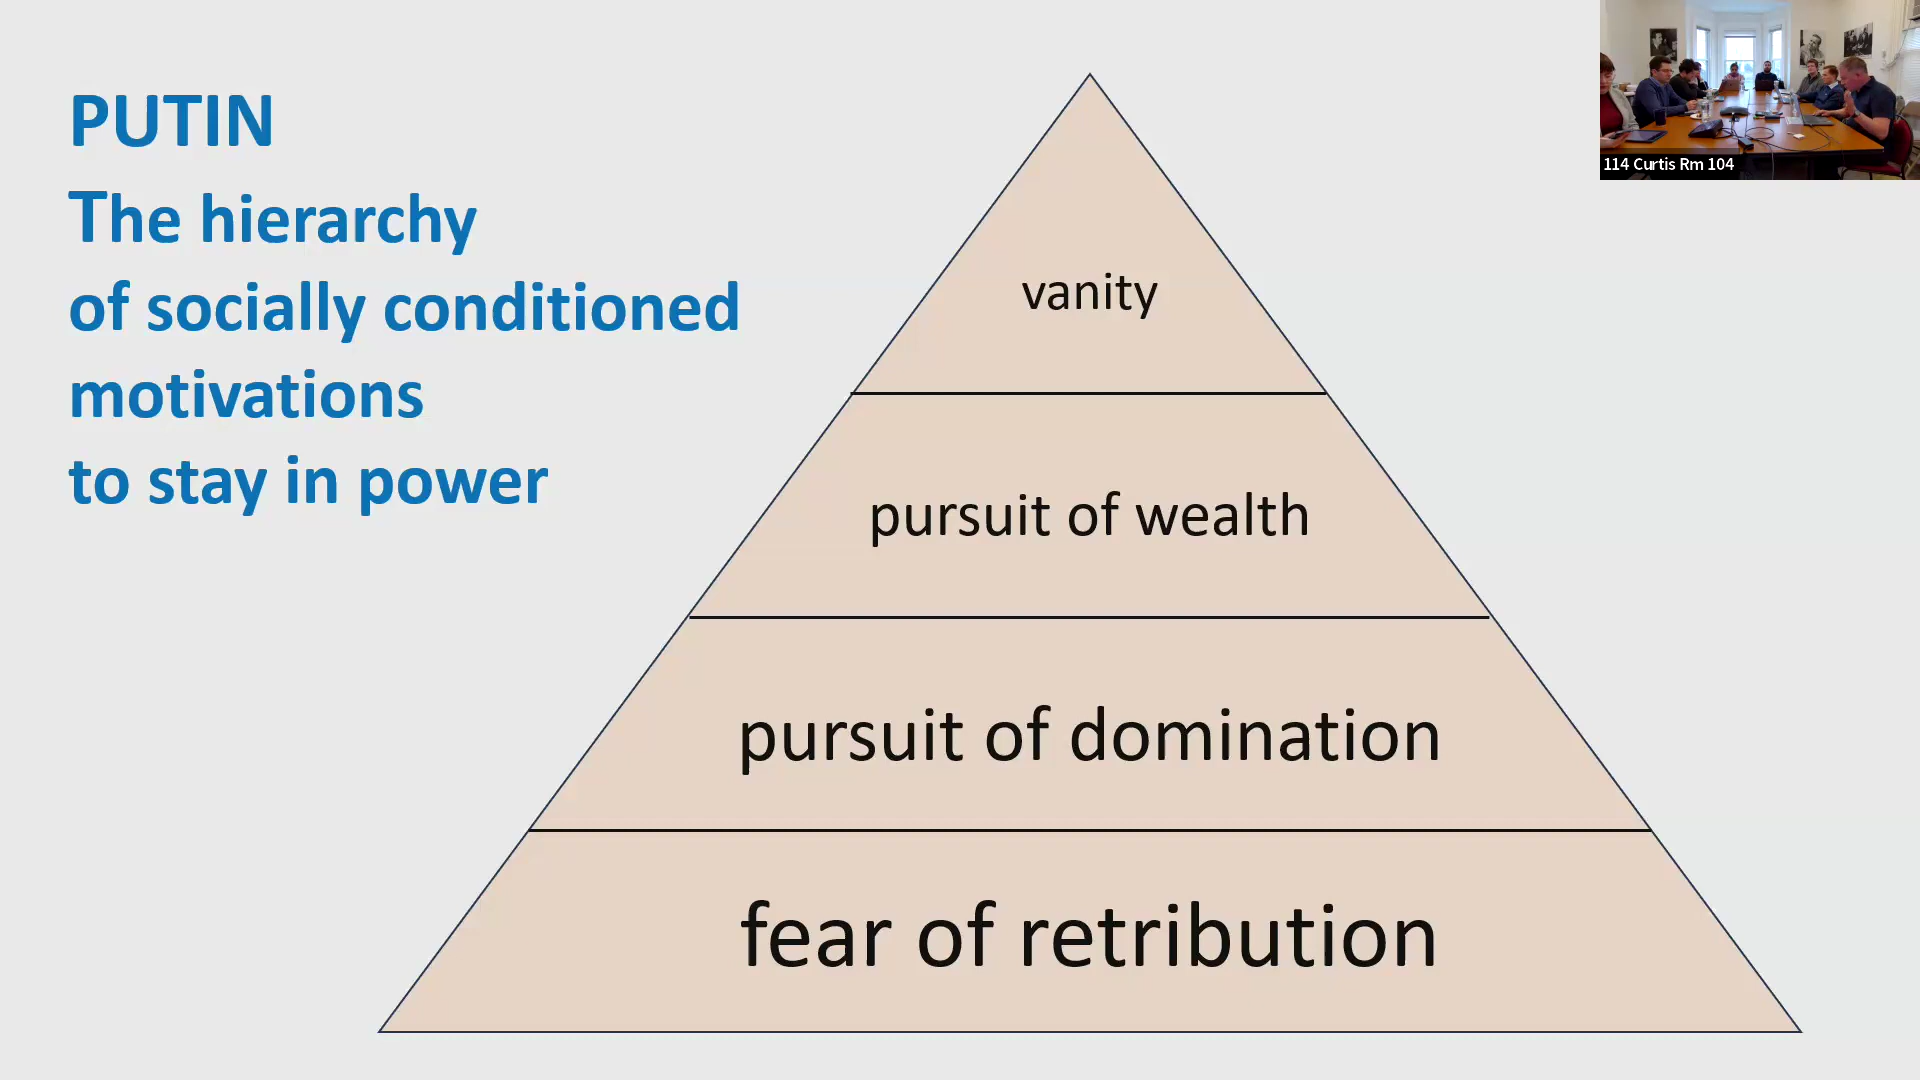 PUTIN
The hierarchy
of socially conditioned
motivations
to stay in power
vanity
pursuit of wealth
pursuit of domination
fear of retribution
114 Curtis Rm 104